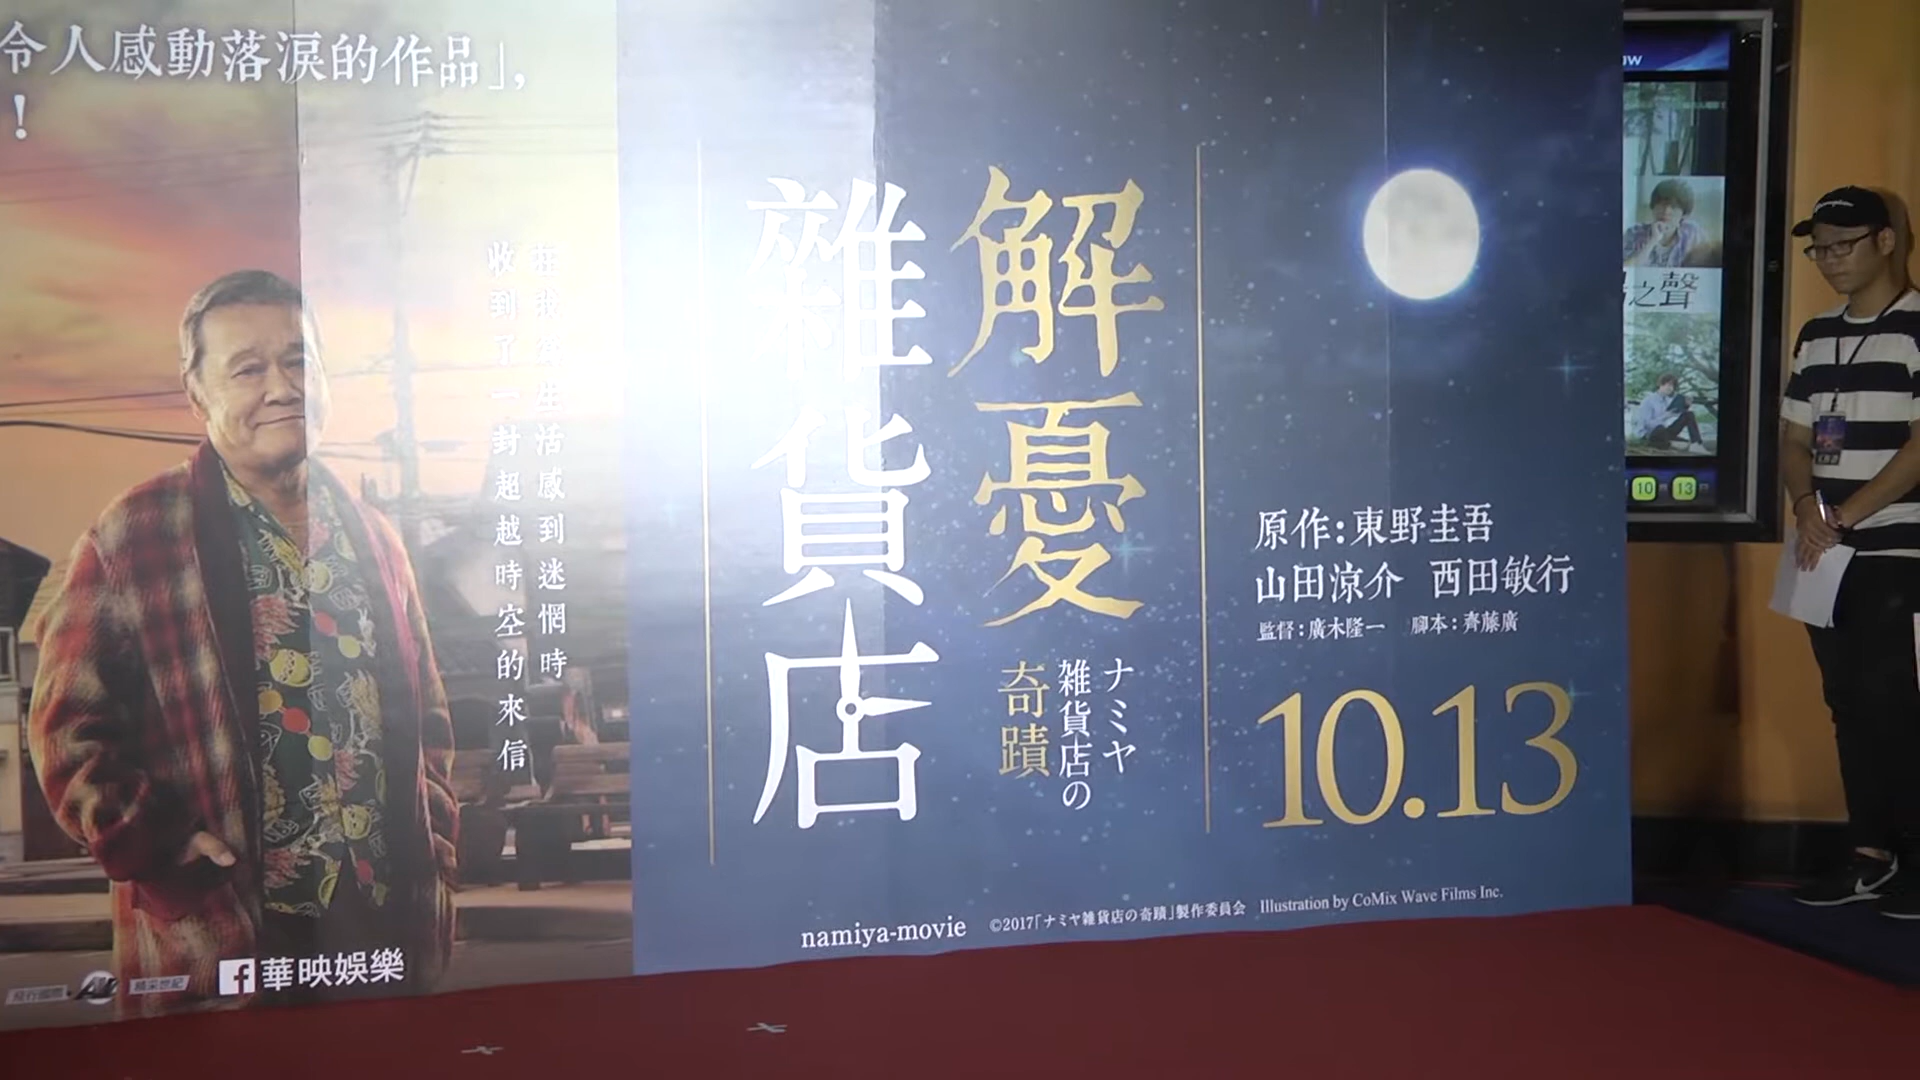 令人感動落淚的作品」,
!
在我對生活感到迷惘時
收到了一封超越時空的來信
解憂
雜貨店
ナミヤ
雑貨店の
奇蹟
原作:東野圭吾
山田涼介 西田敏行
監督:廣木隆一 腳本:齊藤廣
10.13
namiya-movie ©2017「ナミヤ雑貨店の奇蹟」製作委員会 Illustration by CoMix Wave Films Inc.
華映娛樂
之聲
10 13